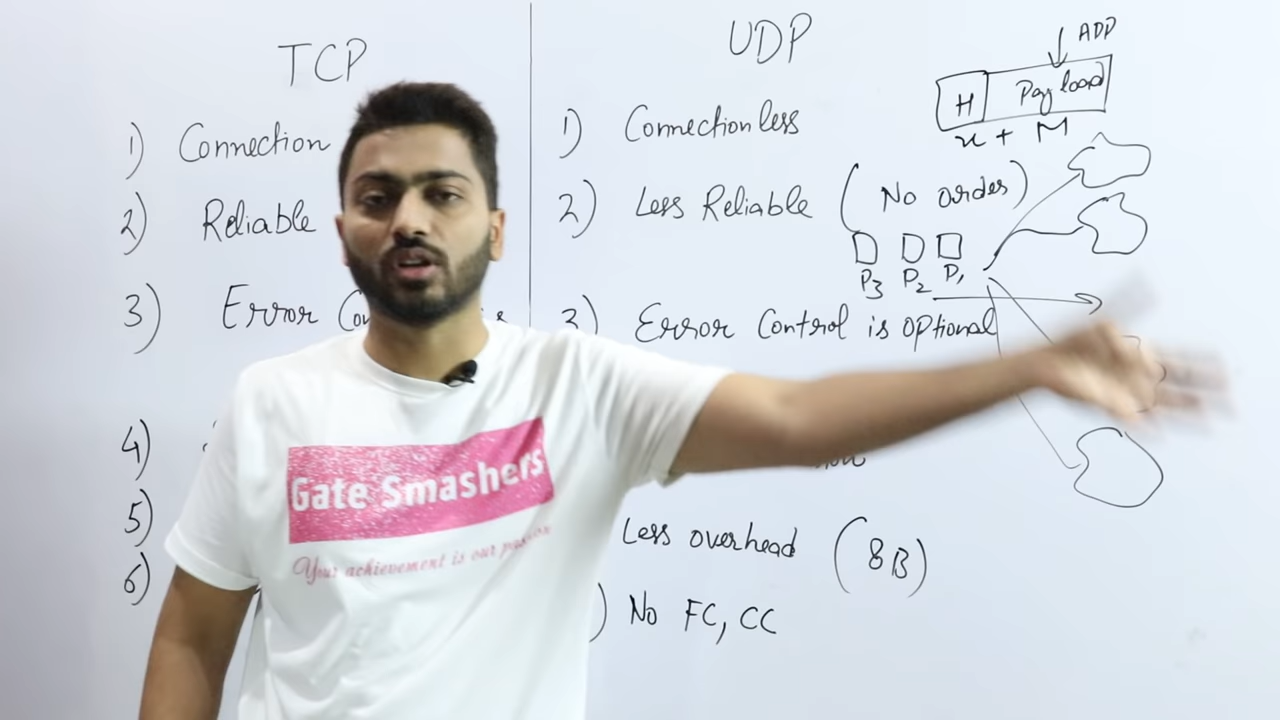 TCP
1) Connection
2) Reliable
3) Error
4)
5)
6)
UDP
1) Connectionless
2) Less Reliable (No order)
P3 P2 P1
3) Error Control is optional
Less overhead (8B)
) No FC, CC
ADD
H Payload
x + M
Gate Smashers
Your achievement is our